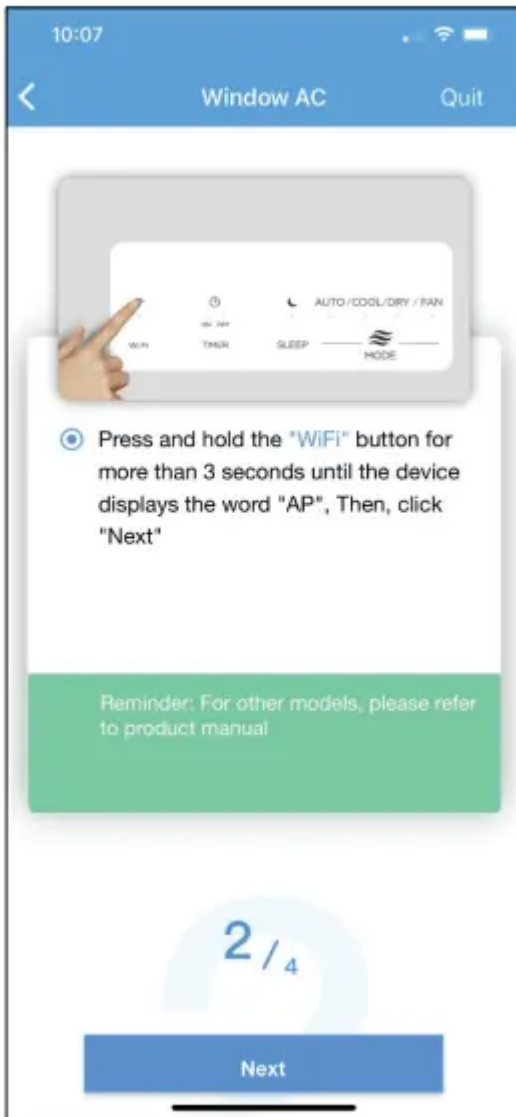 10:07
Window AC Quit
AUTO/COOL/DRY / FAN
ON OFF
WiFi TIMER SLEEP MODE
Press and hold the "WiFi" button for
more than 3 seconds until the device
displays the word "AP", Then, click
"Next"
Reminder: For other models, please refer
to product manual
2 / 4
Next